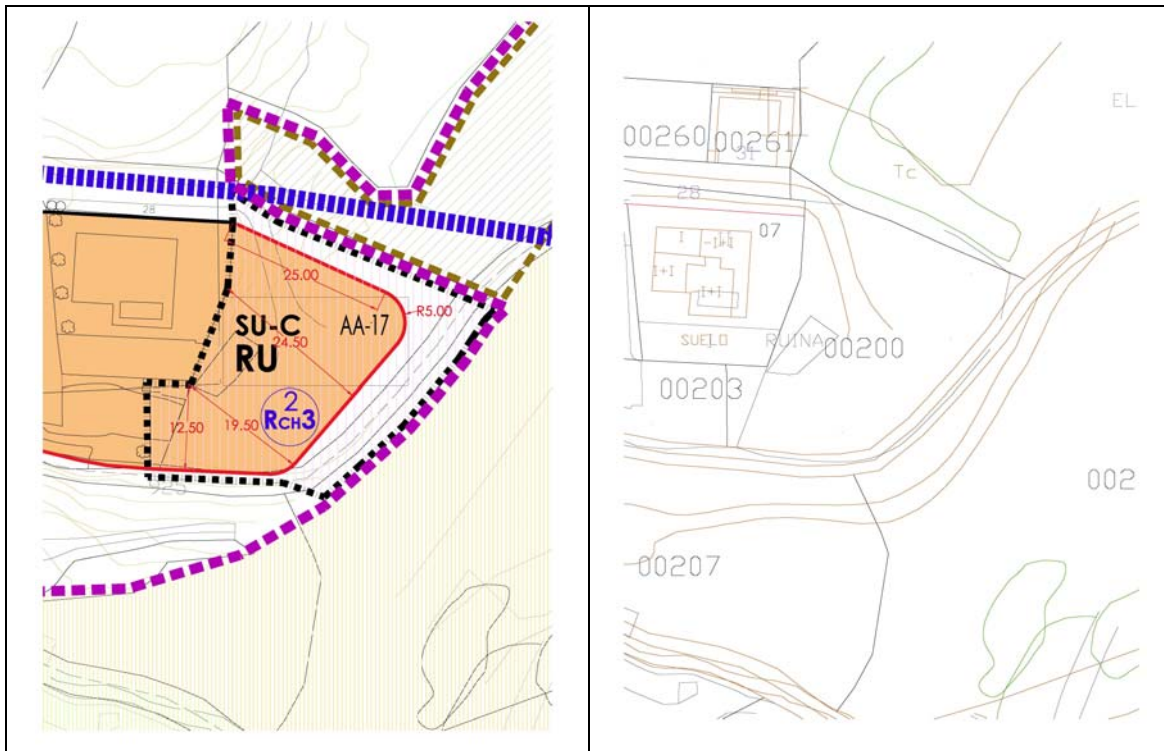 28
25.00
R5.00
AA-17
SU-C
RU
24.50
2
RCH3
12.50
19.50
925
EL
00260
00261
31
Tc
28
07
I
-I+I
I+I
I+I
SUELO
RUINA
00200
00203
002
00207